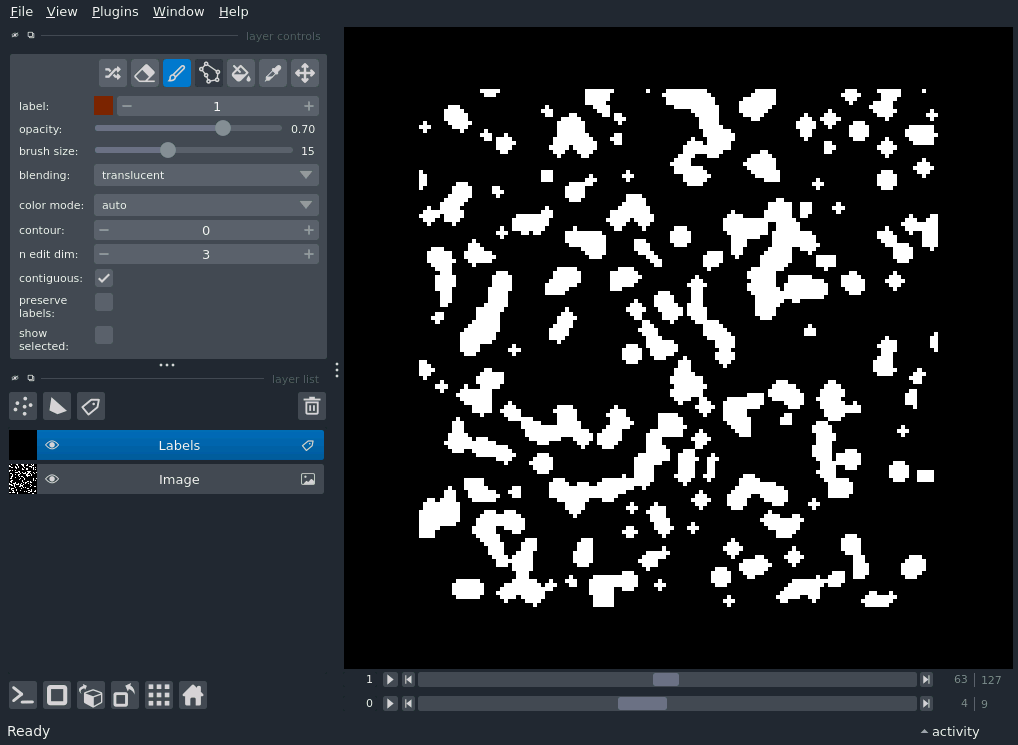 File View Plugins Window Help
layer controls
label: 1
opacity: 0.70
brush size: 15
blending: translucent
color mode: auto
contour: 0
n edit dim: 3
contiguous:
preserve
labels:
show
selected:
layer list
Labels
Image
1 63 127
0 4 9
Ready activity